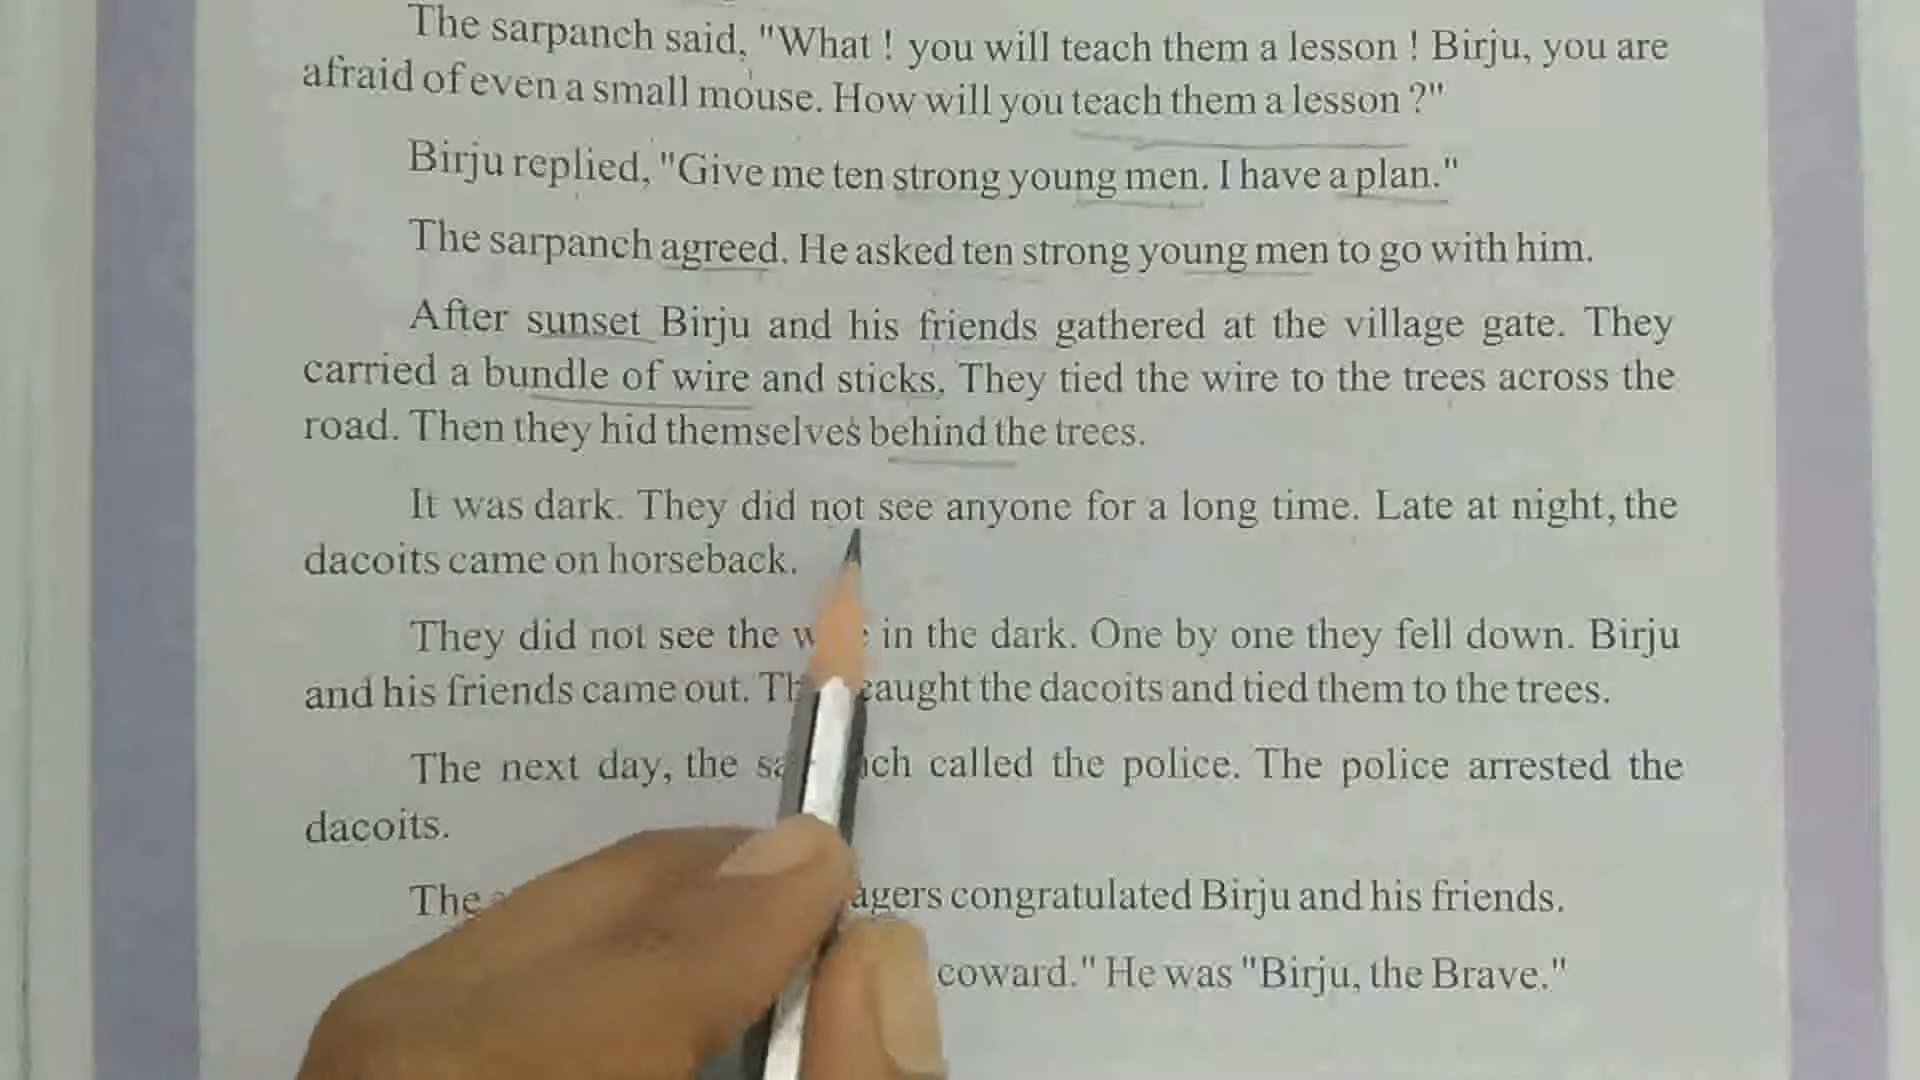 The sarpanch said, "What ! you will teach them a lesson ! Birju, you are
afraid of even a small mouse. How will you teach them a lesson ?"
Birju replied, "Give me ten strong young men. I have a plan."
The sarpanch agreed. He asked ten strong young men to go with him.
After sunset Birju and his friends gathered at the village gate. They
carried a bundle of wire and sticks. They tied the wire to the trees across the
road. Then they hid themselves behind the trees.
It was dark. They did not see anyone for a long time. Late at night, the
dacoits came on horseback.
They did not see the in the dark. One by one they fell down. Birju
and his friends came out. caught the dacoits and tied them to the trees.
The next day, the called the police. The police arrested the
dacoits.
The congratulated Birju and his friends.
coward." He was "Birju, the Brave."